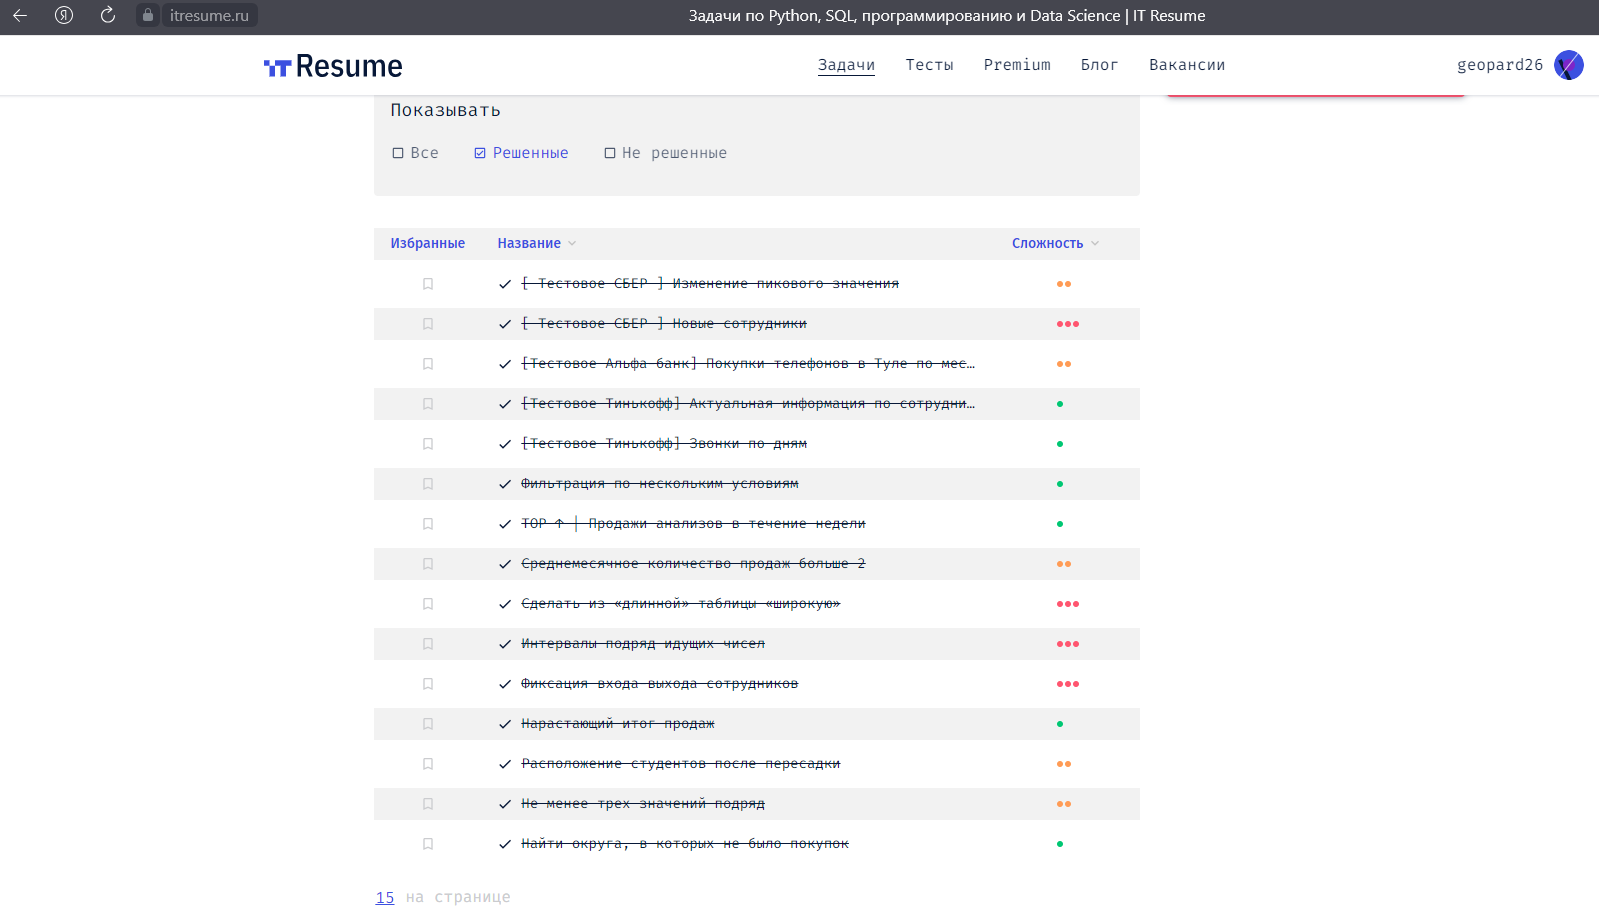 itresume.ru Задачи по Python, SQL, программированию и Data Science | IT Resume
IT Resume Задачи Тесты Premium Блог Вакансии geopard26
Показывать
Все Решенные Не решенные
Избранные Название Сложность
[ Тестовое СБЕР ] Изменение пикового значения
[ Тестовое СБЕР ] Новые сотрудники
[Тестовое Альфа банк] Покупки телефонов в Туле по мес…
[Тестовое Тинькофф] Актуальная информация по сотрудни…
[Тестовое Тинькофф] Звонки по дням
Фильтрация по нескольким условиям
TOP ↑ | Продажи анализов в течение недели
Среднемесячное количество продаж больше 2
Сделать из «длинной» таблицы «широкую»
Интервалы подряд идущих чисел
Фиксация входа выхода сотрудников
Нарастающий итог продаж
Расположение студентов после пересадки
Не менее трех значений подряд
Найти округа, в которых не было покупок
15 на странице